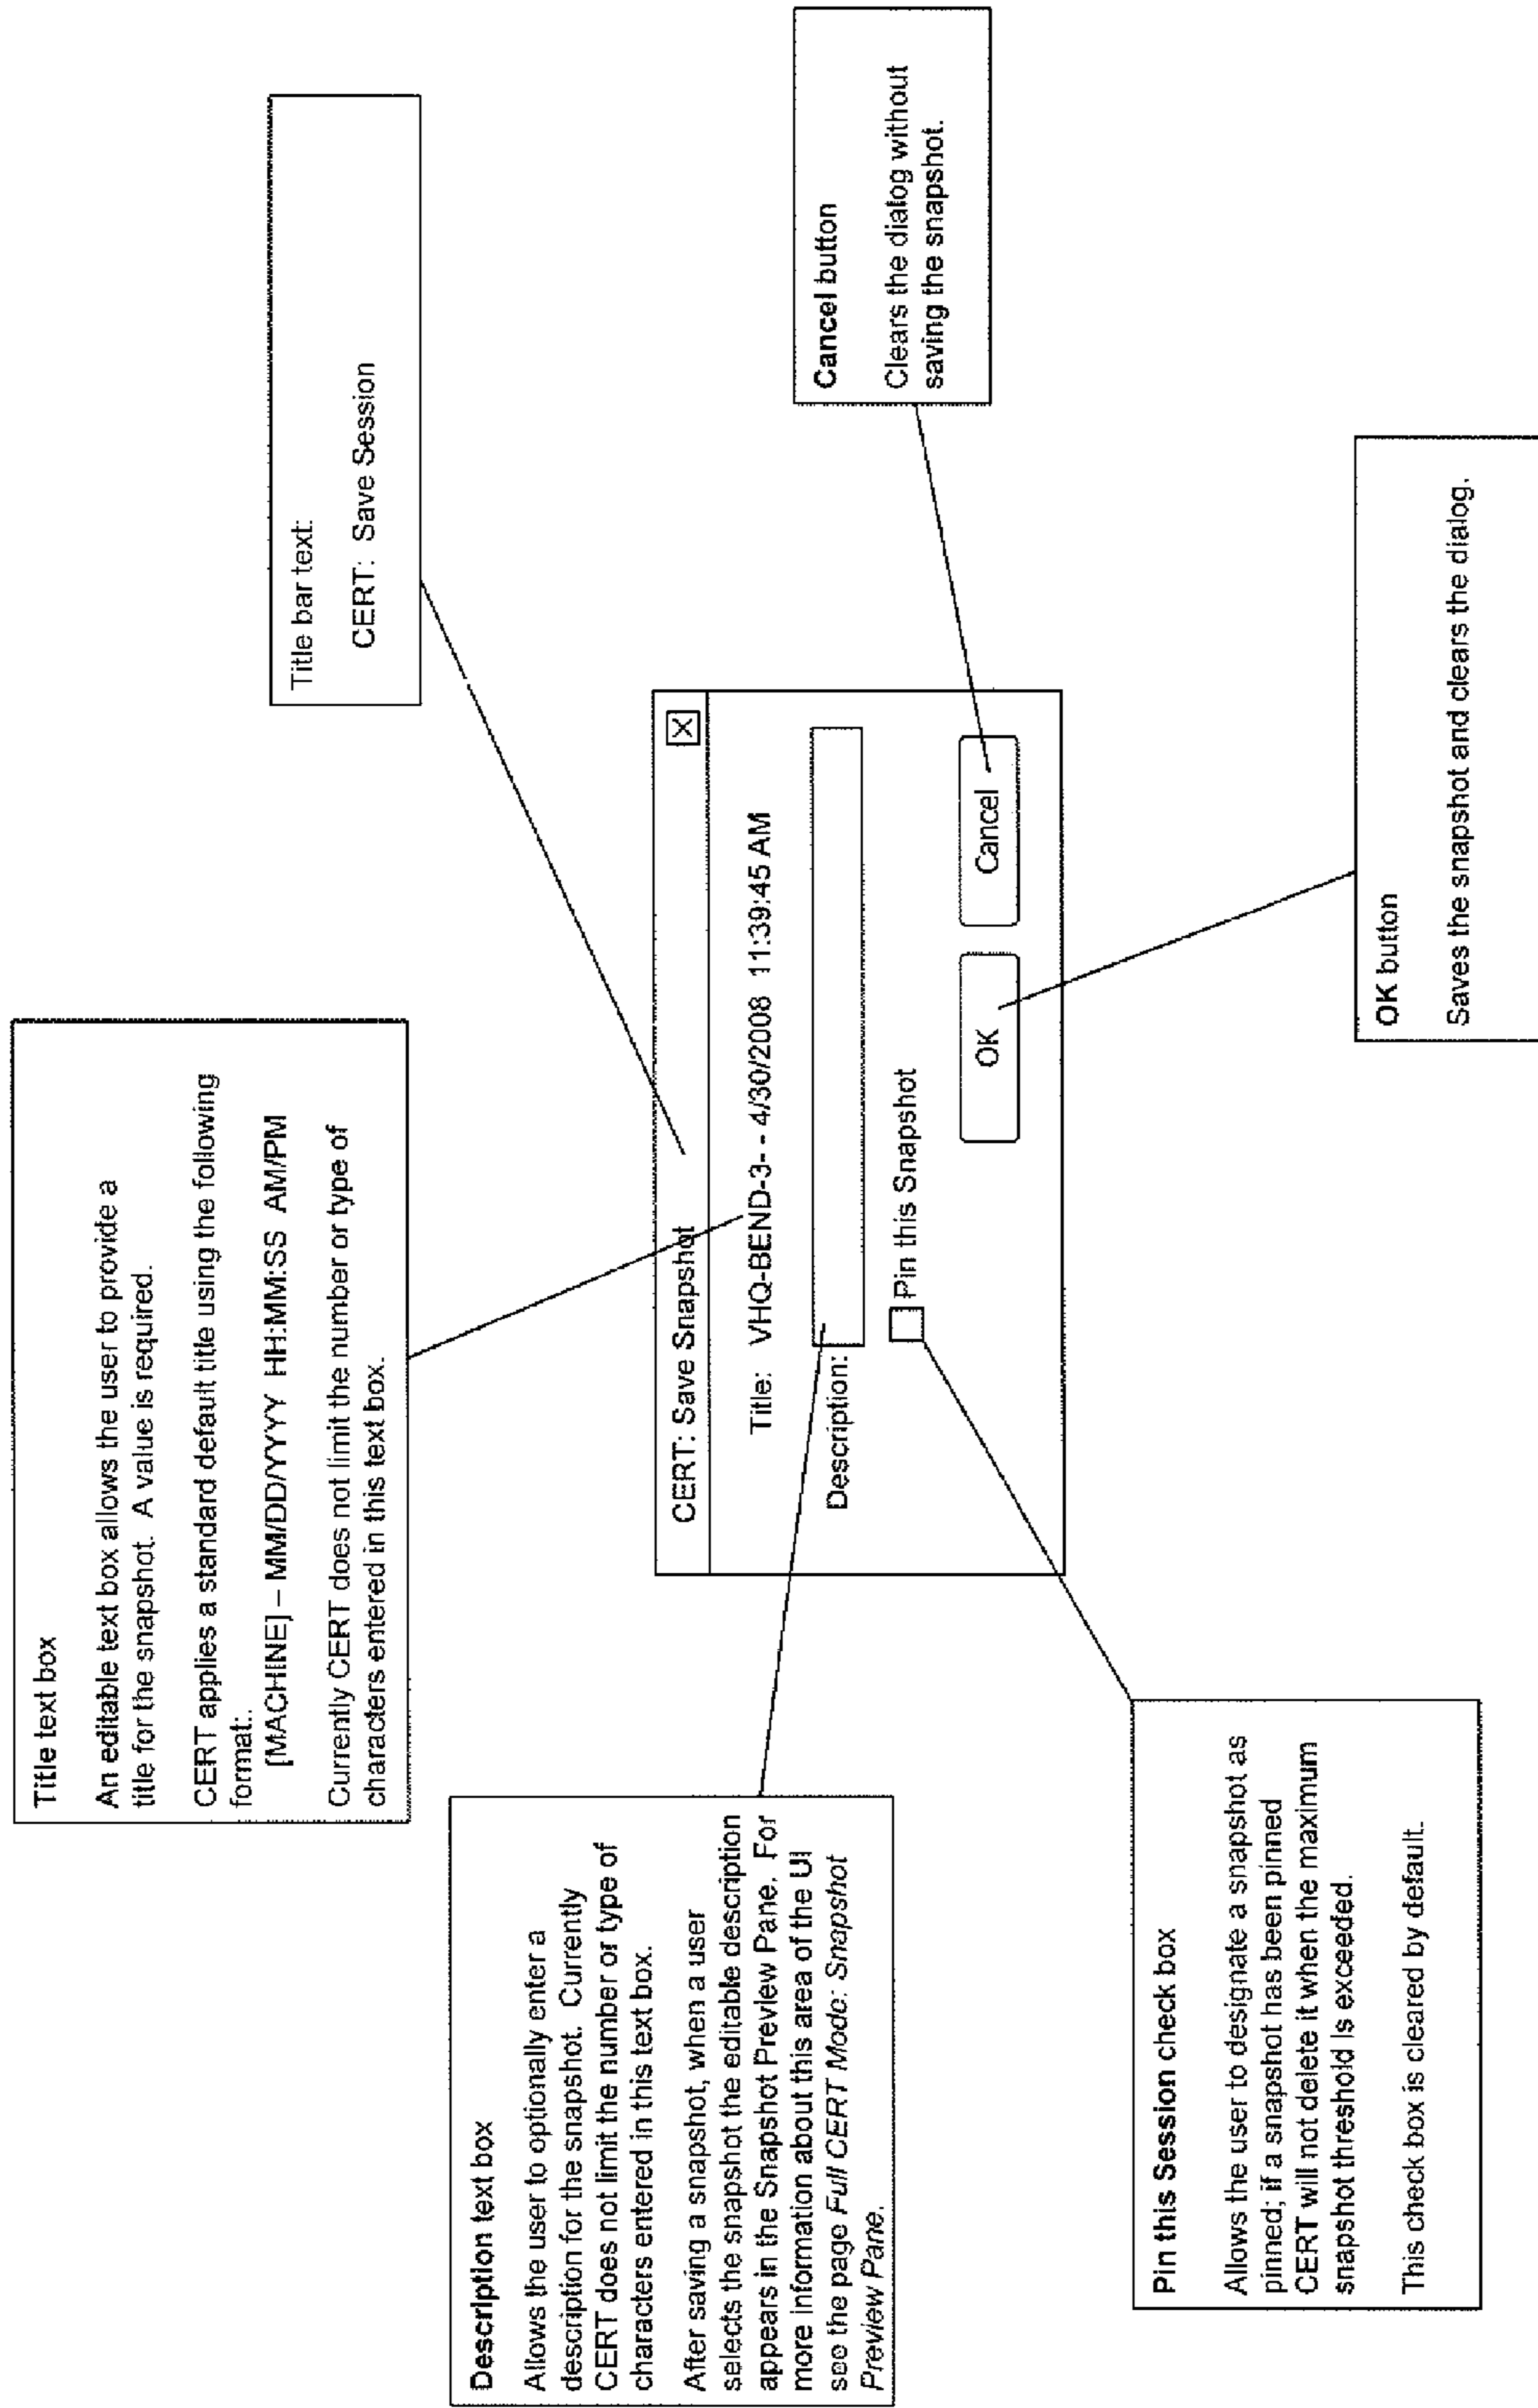 Title text box
An editable text box allows the user to provide a
title for the snapshot. A value is required.
CERT applies a standard default title using the following
format:.
[MACHINE] – MM/DD/YYYY HH:MM:SS AM/PM
Currently CERT does not limit the number or type of
characters entered in this text box.
Title bar text:
CERT: Save Session
Description text box
Allows the user to optionally enter a
description for the snapshot. Currently
CERT does not limit the number or type of
characters entered in this text box.
After saving a snapshot, when a user
selects the snapshot the editable description
appears in the Snapshot Preview Pane. For
more information about this area of the UI
see the page Full CERT Mode: Snapshot
Preview Pane.
CERT: Save Snapshot
Title: VHQ-BEND-3- - 4/30/2008 11:39:45 AM
Description:
Pin this Snapshot
OK
Cancel
Cancel button
Clears the dialog without
saving the snapshot.
Pin this Session check box
Allows the user to designate a snapshot as
pinned; if a snapshot has been pinned
CERT will not delete it when the maximum
snapshot threshold is exceeded.
This check box is cleared by default.
OK button
Saves the snapshot and clears the dialog.